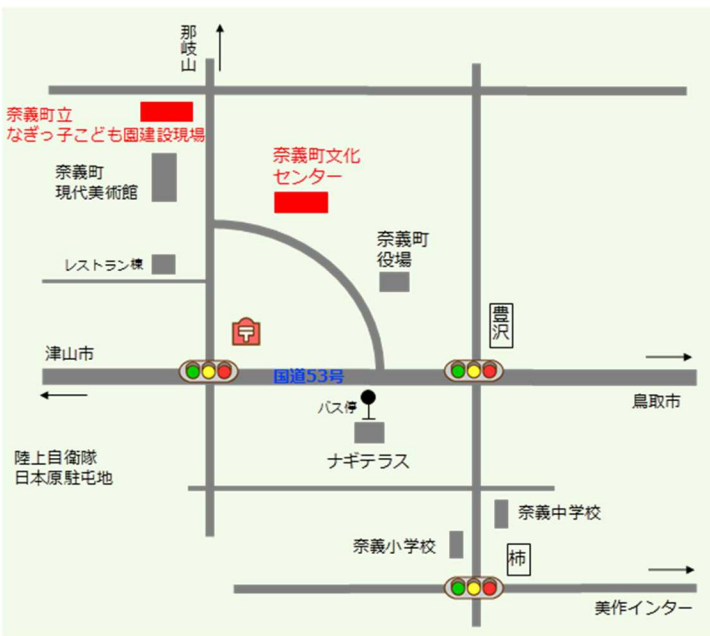 那岐山
奈義町立
なぎっ子こども園建設現場
奈義町
現代美術館
奈義町文化
センター
奈義町
役場
レストラン棟
豊沢
津山市
国道53号
鳥取市
バス停
ナギテラス
陸上自衛隊
日本原駐屯地
奈義中学校
奈義小学校
柿
美作インター